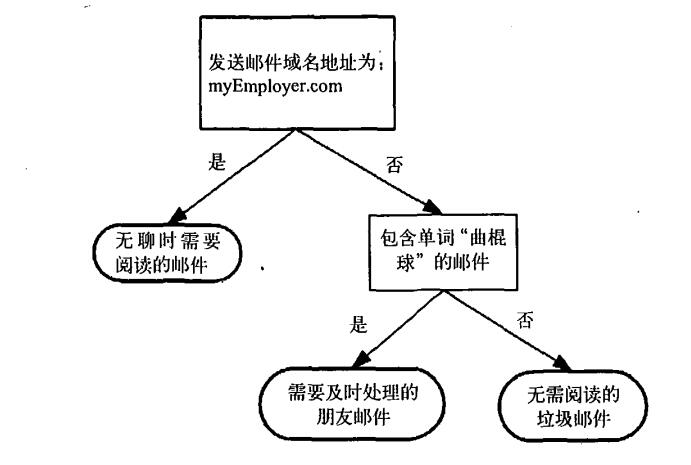 发送邮件域名地址为：
myEmployer.com
是
否
无聊时需要
阅读的邮件
包含单词“曲棍
球”的邮件
是
否
需要及时处理的
朋友邮件
无需阅读的
垃圾邮件